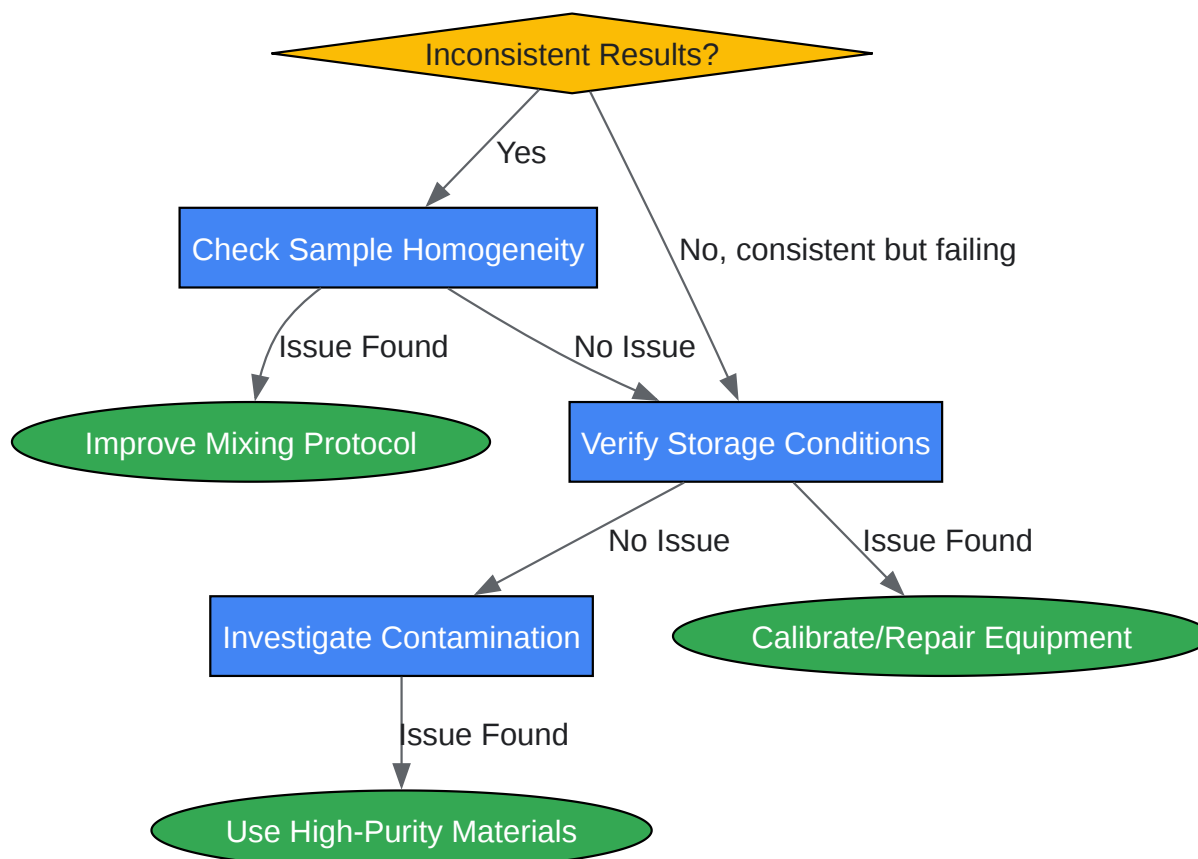 Inconsistent Results?
Yes
Check Sample Homogeneity
No, consistent but failing
Issue Found
No Issue
Improve Mixing Protocol
Verify Storage Conditions
No Issue
Issue Found
Investigate Contamination
Calibrate/Repair Equipment
Issue Found
Use High-Purity Materials